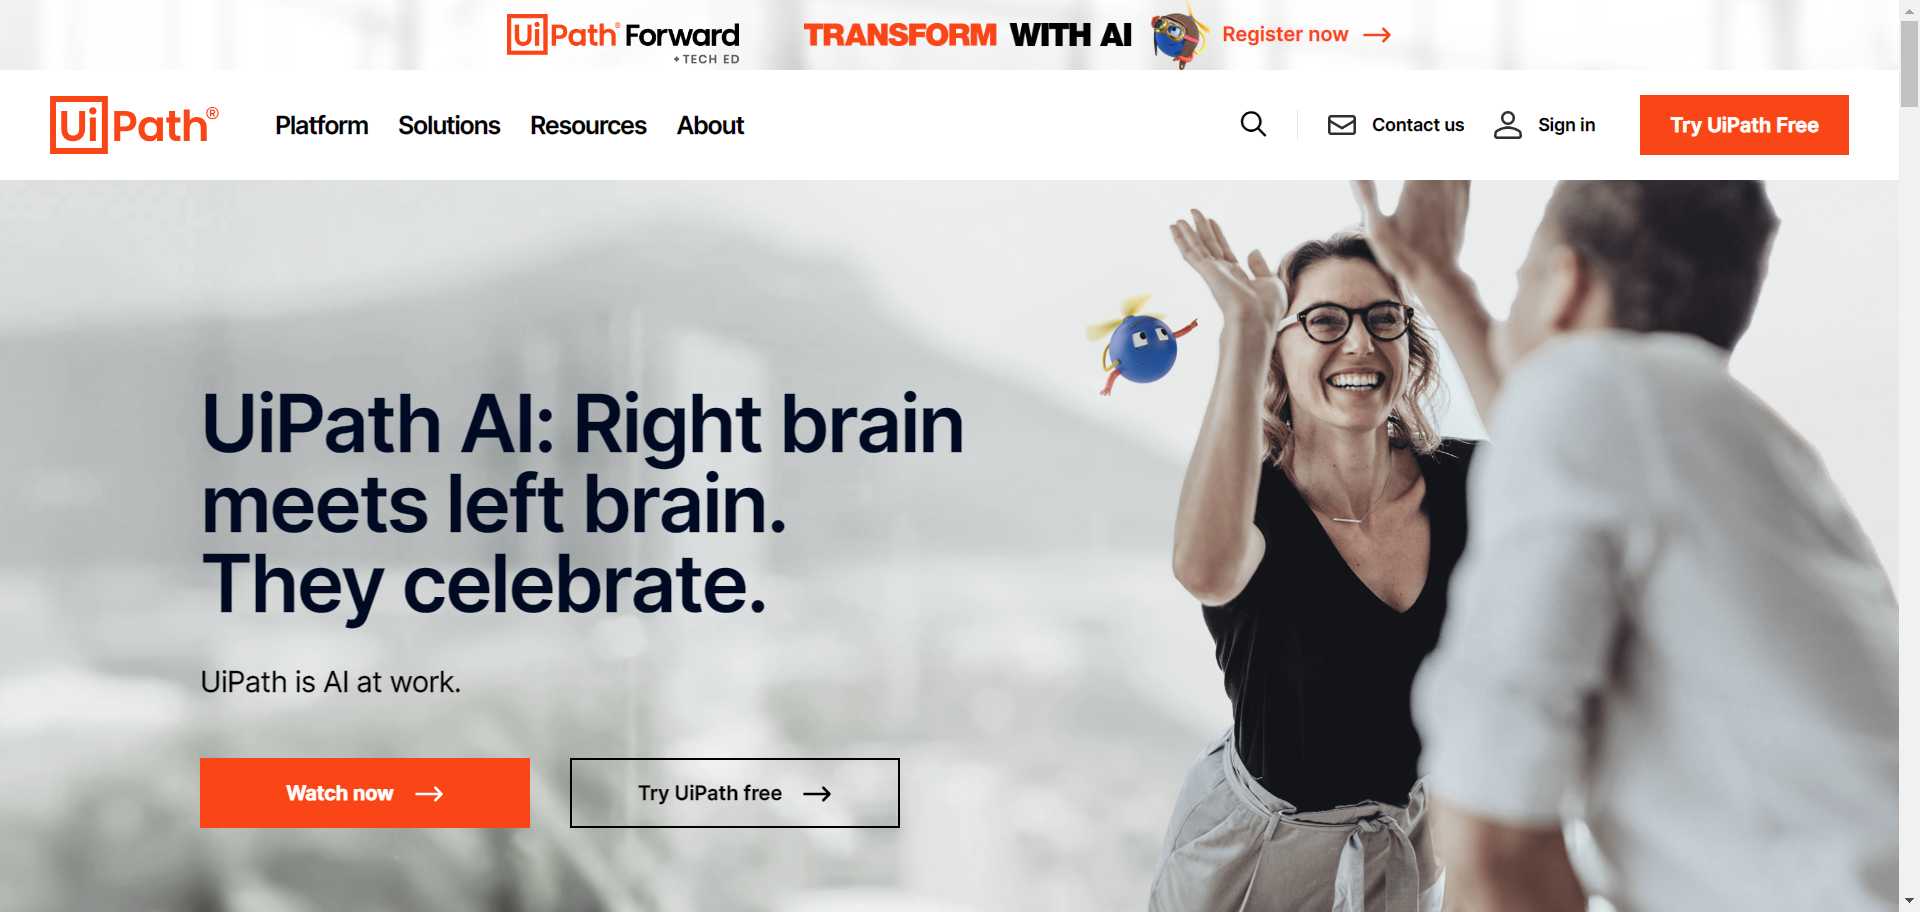 UiPath® Forward
+ TECH ED
TRANSFORM WITH AI
Register now
UiPath®
Platform
Solutions
Resources
About
Contact us
Sign in
Try UiPath Free
UiPath AI: Right brain
meets left brain.
They celebrate.
UiPath is AI at work.
Watch now
Try UiPath free